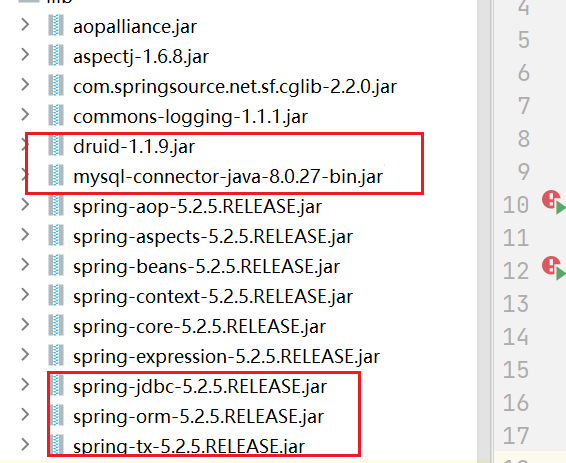 aopalliance.jar
aspectj-1.6.8.jar
com.springsource.net.sf.cglib-2.2.0.jar
commons-logging-1.1.1.jar
druid-1.1.9.jar
mysql-connector-java-8.0.27-bin.jar
spring-aop-5.2.5.RELEASE.jar
spring-aspects-5.2.5.RELEASE.jar
spring-beans-5.2.5.RELEASE.jar
spring-context-5.2.5.RELEASE.jar
spring-core-5.2.5.RELEASE.jar
spring-expression-5.2.5.RELEASE.jar
spring-jdbc-5.2.5.RELEASE.jar
spring-orm-5.2.5.RELEASE.jar
spring-tx-5.2.5.RELEASE.jar
4
5
6
7
8
9
10
11
12
13
14
15
16
17